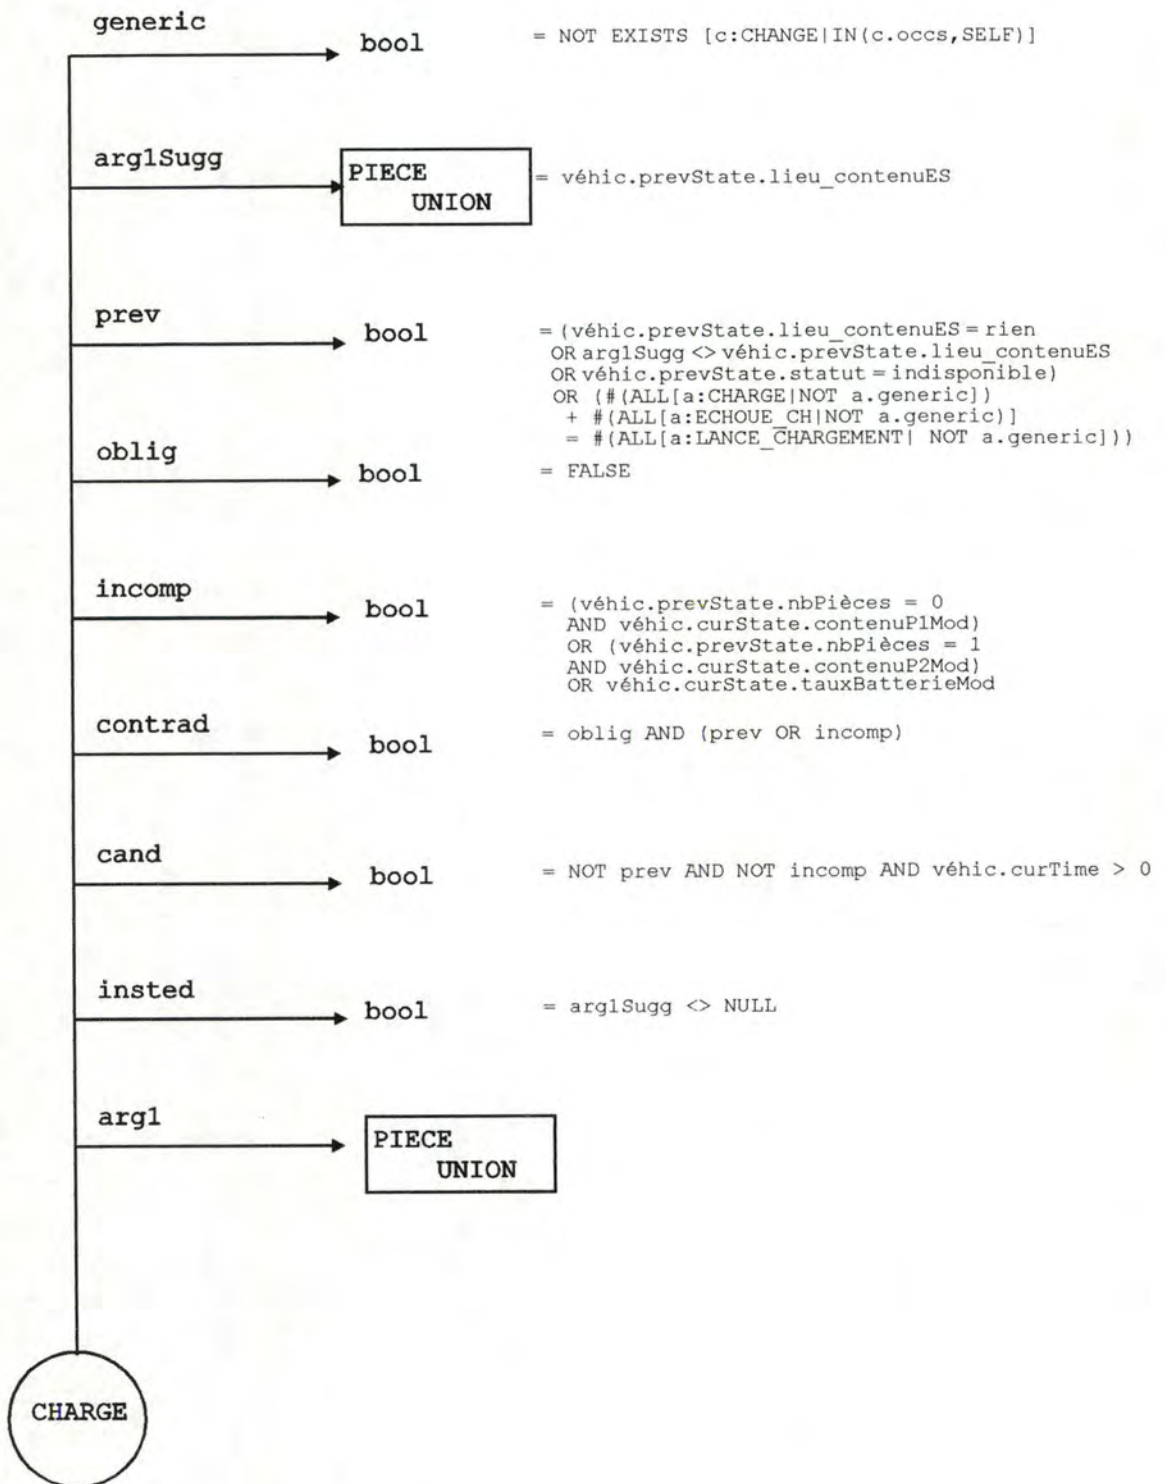 generic
bool
= NOT EXISTS [c:CHANGE|IN(c.occs,SELF)]
arg1Sugg
PIECE
UNION
= véhic.prevState.lieu_contenuES
prev
bool
= (véhic.prevState.lieu_contenuES = rien
OR arg1Sugg <> véhic.prevState.lieu_contenuES
OR véhic.prevState.statut = indisponible)
OR (#(ALL[a:CHARGE|NOT a.generic])
+ #(ALL[a:ECHOUE_CH|NOT a.generic)]
= #(ALL[a:LANCE_CHARGEMENT| NOT a.generic]))
oblig
bool
= FALSE
incomp
bool
= (véhic.prevState.nbPièces = 0
AND véhic.curState.contenuP1Mod)
OR (véhic.prevState.nbPièces = 1
AND véhic.curState.contenuP2Mod)
OR véhic.curState.tauxBatterieMod
contrad
bool
= oblig AND (prev OR incomp)
cand
bool
= NOT prev AND NOT incomp AND véhic.curTime > 0
insted
bool
= arg1Sugg <> NULL
arg1
PIECE
UNION
CHARGE